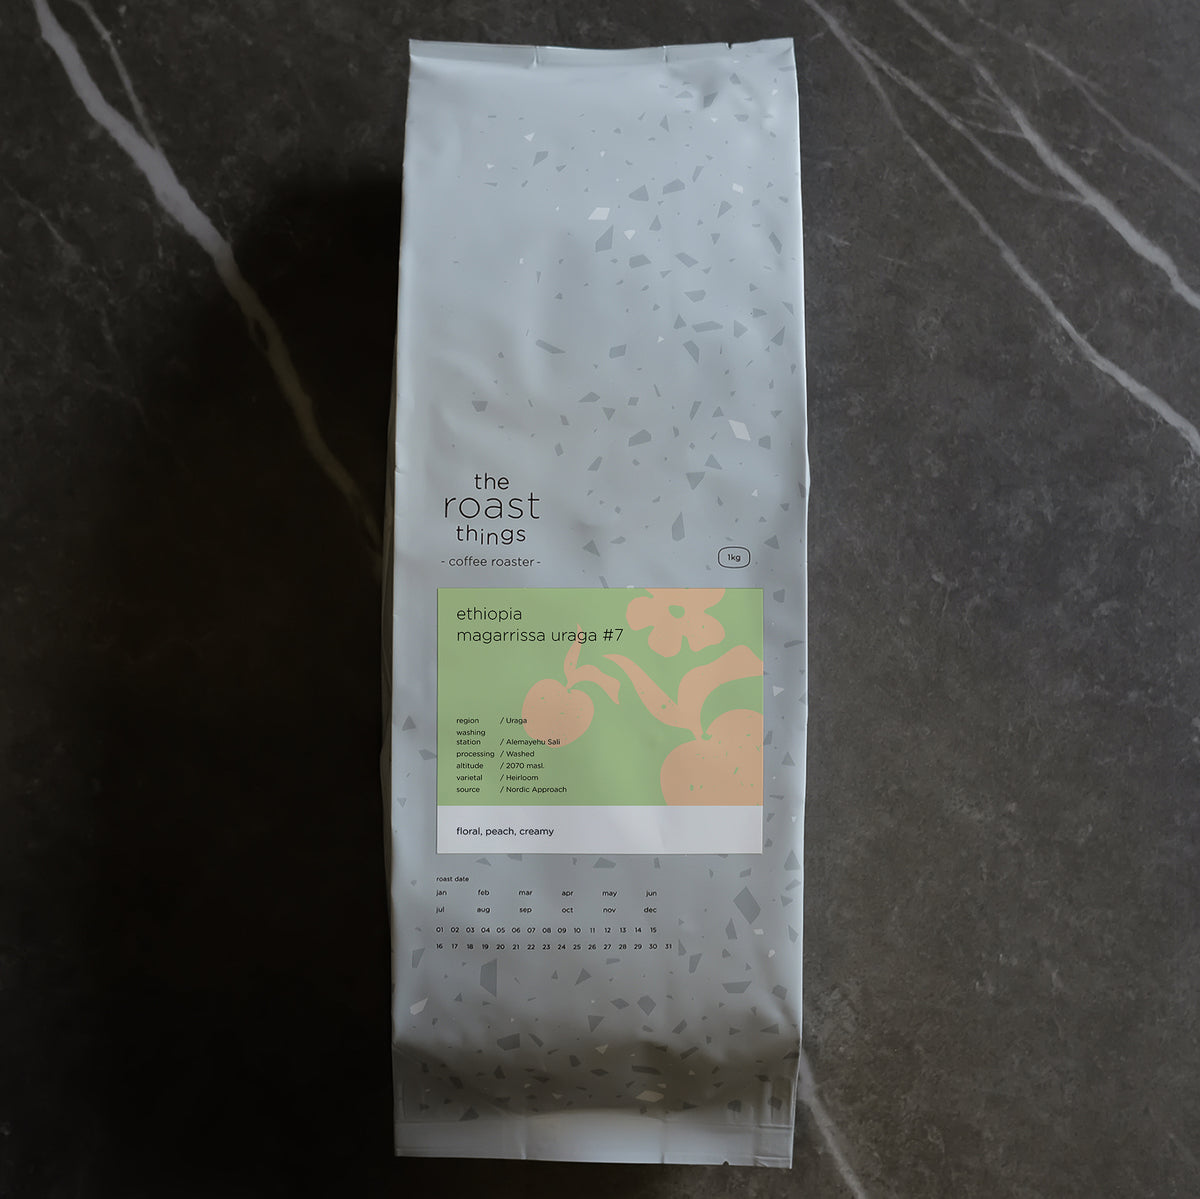 the
roast
things
- coffee roaster -
1kg
ethiopia
magarrissa uraga #7
region / Uraga
washing
station / Alemayehu Sali
processing / Washed
altitude / 2070 masl.
varietal / Heirloom
source / Nordic Approach
floral, peach, creamy
roast date
jan feb mar apr may jun
jul aug sep oct nov dec
01 02 03 04 05 06 07 08 09 10 11 12 13 14 15
16 17 18 19 20 21 22 23 24 25 26 27 28 29 30 31